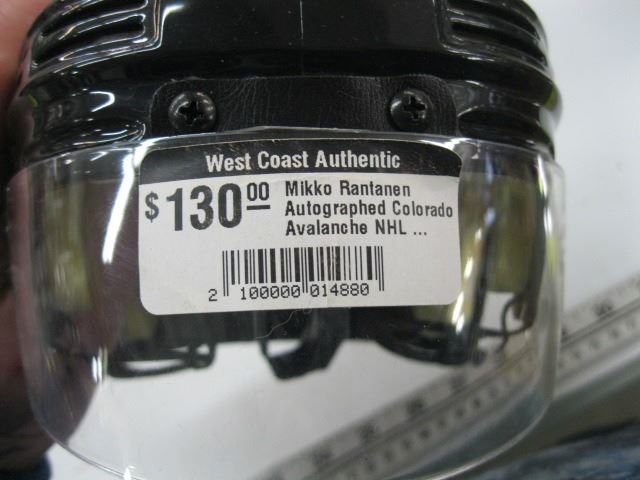 West Coast Authentic
$130.00 Mikko Rantanen
Autographed Colorado
Avalanche NHL ...
2 100000 014880